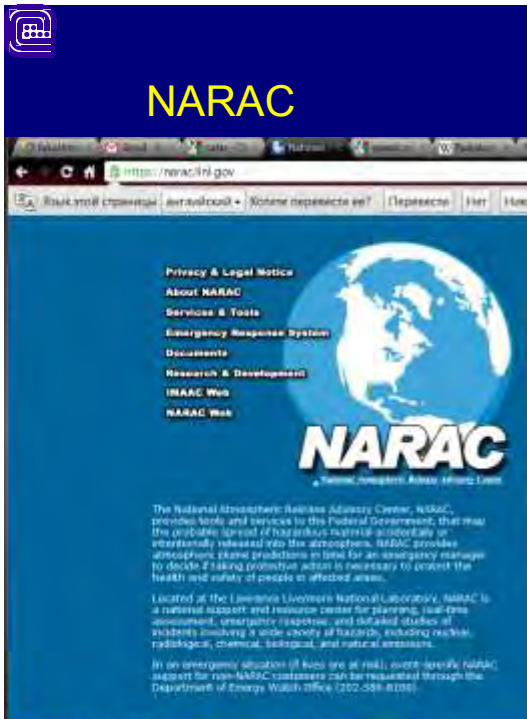 NARAC
https://narac.llnl.gov
Язык этой страницы английский Хотите перевести ее? Перевести Нет
Privacy & Legal Notice
About NARAC
Services & Tools
Emergency Response System
Documents
Research & Development
IMAAC Web
NARAC Web
NARAC
National Atmospheric Release Advisory Center
The National Atmospheric Release Advisory Center, NARAC,
provides tools and services to the Federal Government, that map
the probable spread of hazardous material accidentally or
intentionally released into the atmosphere. NARAC provides
atmospheric plume predictions in time for an emergency manager
to decide if taking protective action is necessary to protect the
health and safety of people in affected areas.
Located at the Lawrence Livermore National Laboratory, NARAC is
a national support and resource center for planning, real-time
assessment, emergency response, and detailed studies of
incidents involving a wide variety of hazards, including nuclear,
radiological, chemical, biological, and natural emissions.
In an emergency situation (if lives are at risk), event-specific NARAC
support for non-NARAC customers can be requested through the
Department of Energy Watch Office (202-586-8100).